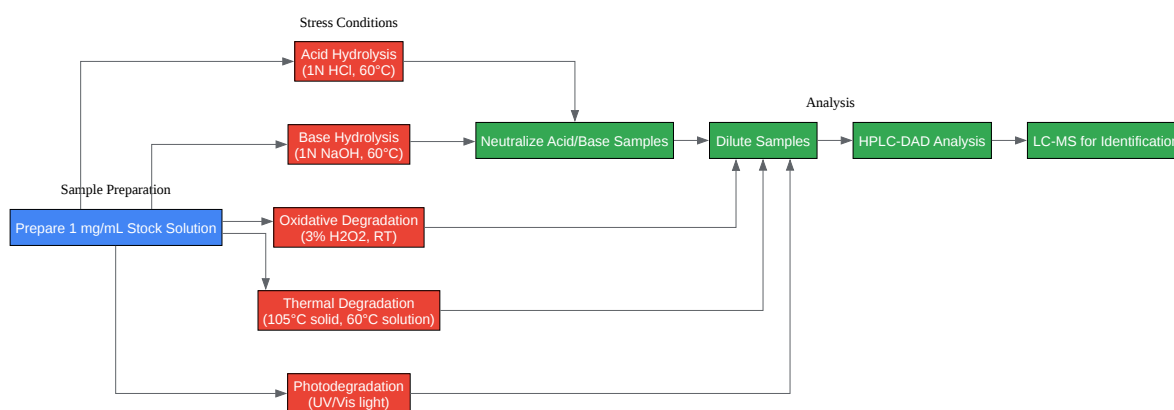 Stress Conditions
Acid Hydrolysis
(1N HCl, 60°C)
Analysis
Base Hydrolysis
(1N NaOH, 60°C)
Neutralize Acid/Base Samples
Dilute Samples
HPLC-DAD Analysis
LC-MS for Identification
Sample Preparation
Prepare 1 mg/mL Stock Solution
Oxidative Degradation
(3% H2O2, RT)
Thermal Degradation
(105°C solid, 60°C solution)
Photodegradation
(UV/Vis light)